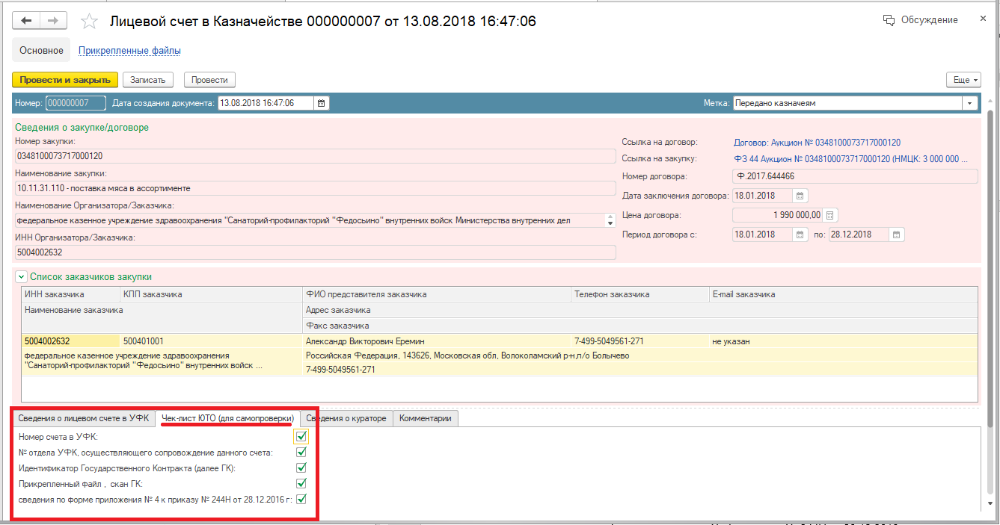 Лицевой счет в Казначействе 000000007 от 13.08.2018 16:47:06
Обсуждение
Основное Прикрепленные файлы
Провести и закрыть Записать Провести Еще
Номер: 000000007 Дата создания документа: 13.08.2018 16:47:06 Метка: Передано казначеям
Сведения о закупке/договоре
Номер закупки:
0348100073717000120
Наименование закупки:
10.11.31.110 - поставка мяса в ассортименте
Наименование Организатора/Заказчика:
федеральное казенное учреждение здравоохранения "Санаторий-профилакторий "Федосьино" внутренних войск Министерства внутренних дел
ИНН Организатора/Заказчика:
5004002632
Ссылка на договор: Договор: Аукцион № 0348100073717000120
Ссылка на закупку: ФЗ 44 Аукцион № 0348100073717000120 (НМЦК: 3 000 000 ...
Номер договора: Ф.2017.644466
Дата заключения договора: 18.01.2018
Цена договора: 1 990 000,00
Период договора с: 18.01.2018 по: 28.12.2018
Список заказчиков закупки
ИНН заказчика КПП заказчика ФИО предствителя заказчика Телефон заказчика E-mail заказчика
Наименование заказчика Адрес заказчика
Факс заказчика
5004002632 500401001 Александр Викторович Еремин 7-499-5049561-271 не указан
федеральное казенное учреждение здравоохранения Российская Федерация, 143626, Московская обл, Волоколамский р-н,п/о Болычево
"Санаторий-профилакторий "Федосьино" внутренних войск ... 7-499-5049561-271
Сведения о лицевом счете в УФК Чек-лист ЮТО (для самопроверки) Сведения о кураторе Комментарии
Номер счета в УФК:
№ отдела УФК, осуществляющего сопровождение данного счета:
Идентификатор Государственного Контракта (далее ГК):
Прикрепленный файл , скан ГК:
сведения по форме приложения № 4 к приказу № 244Н от 28.12.2016 г: